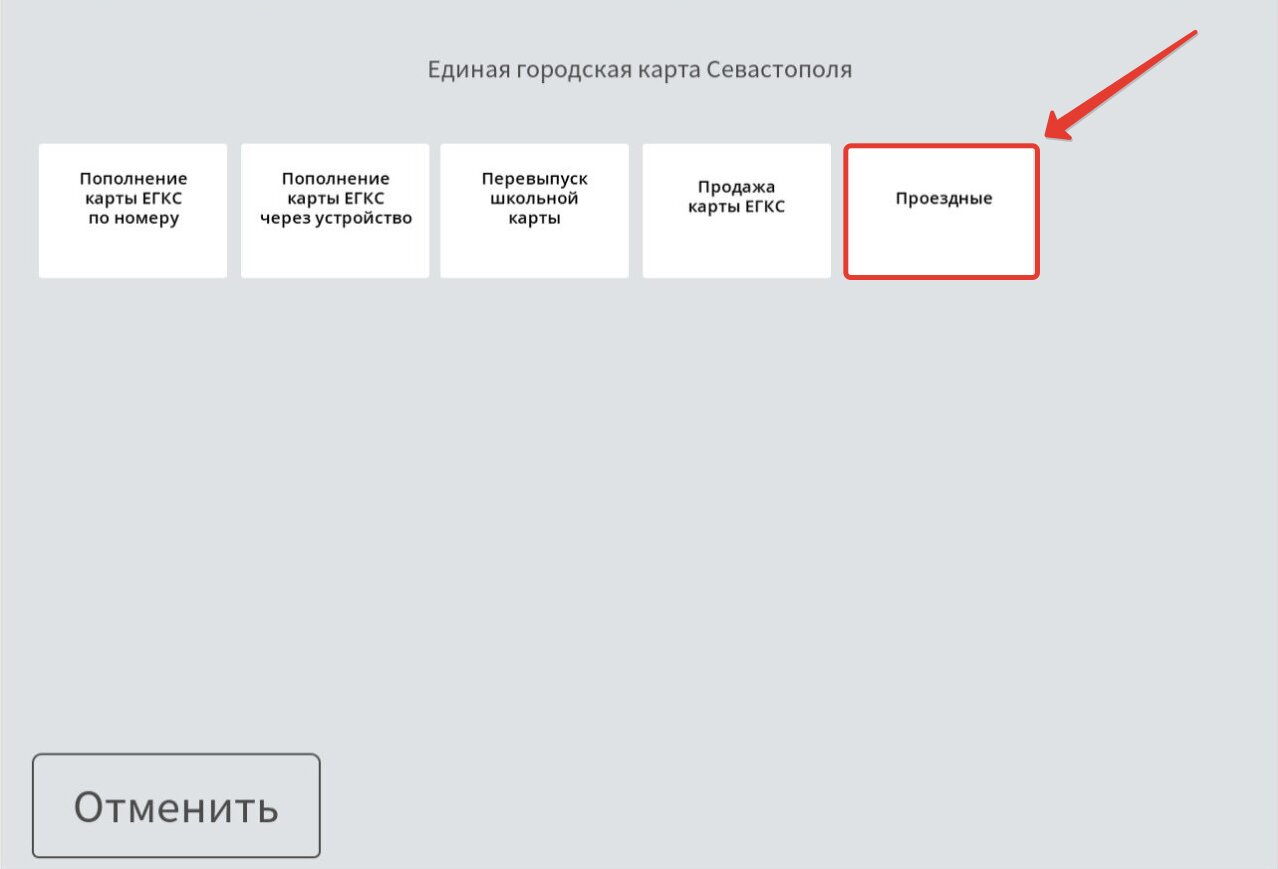 Единая городская карта Севастополя
Пополнение
карты ЕГКС
по номеру
Пополнение
карты ЕГКС
через устройство
Перевыпуск
школьной
карты
Продажа
карты ЕГКС
Проездные
Отменить